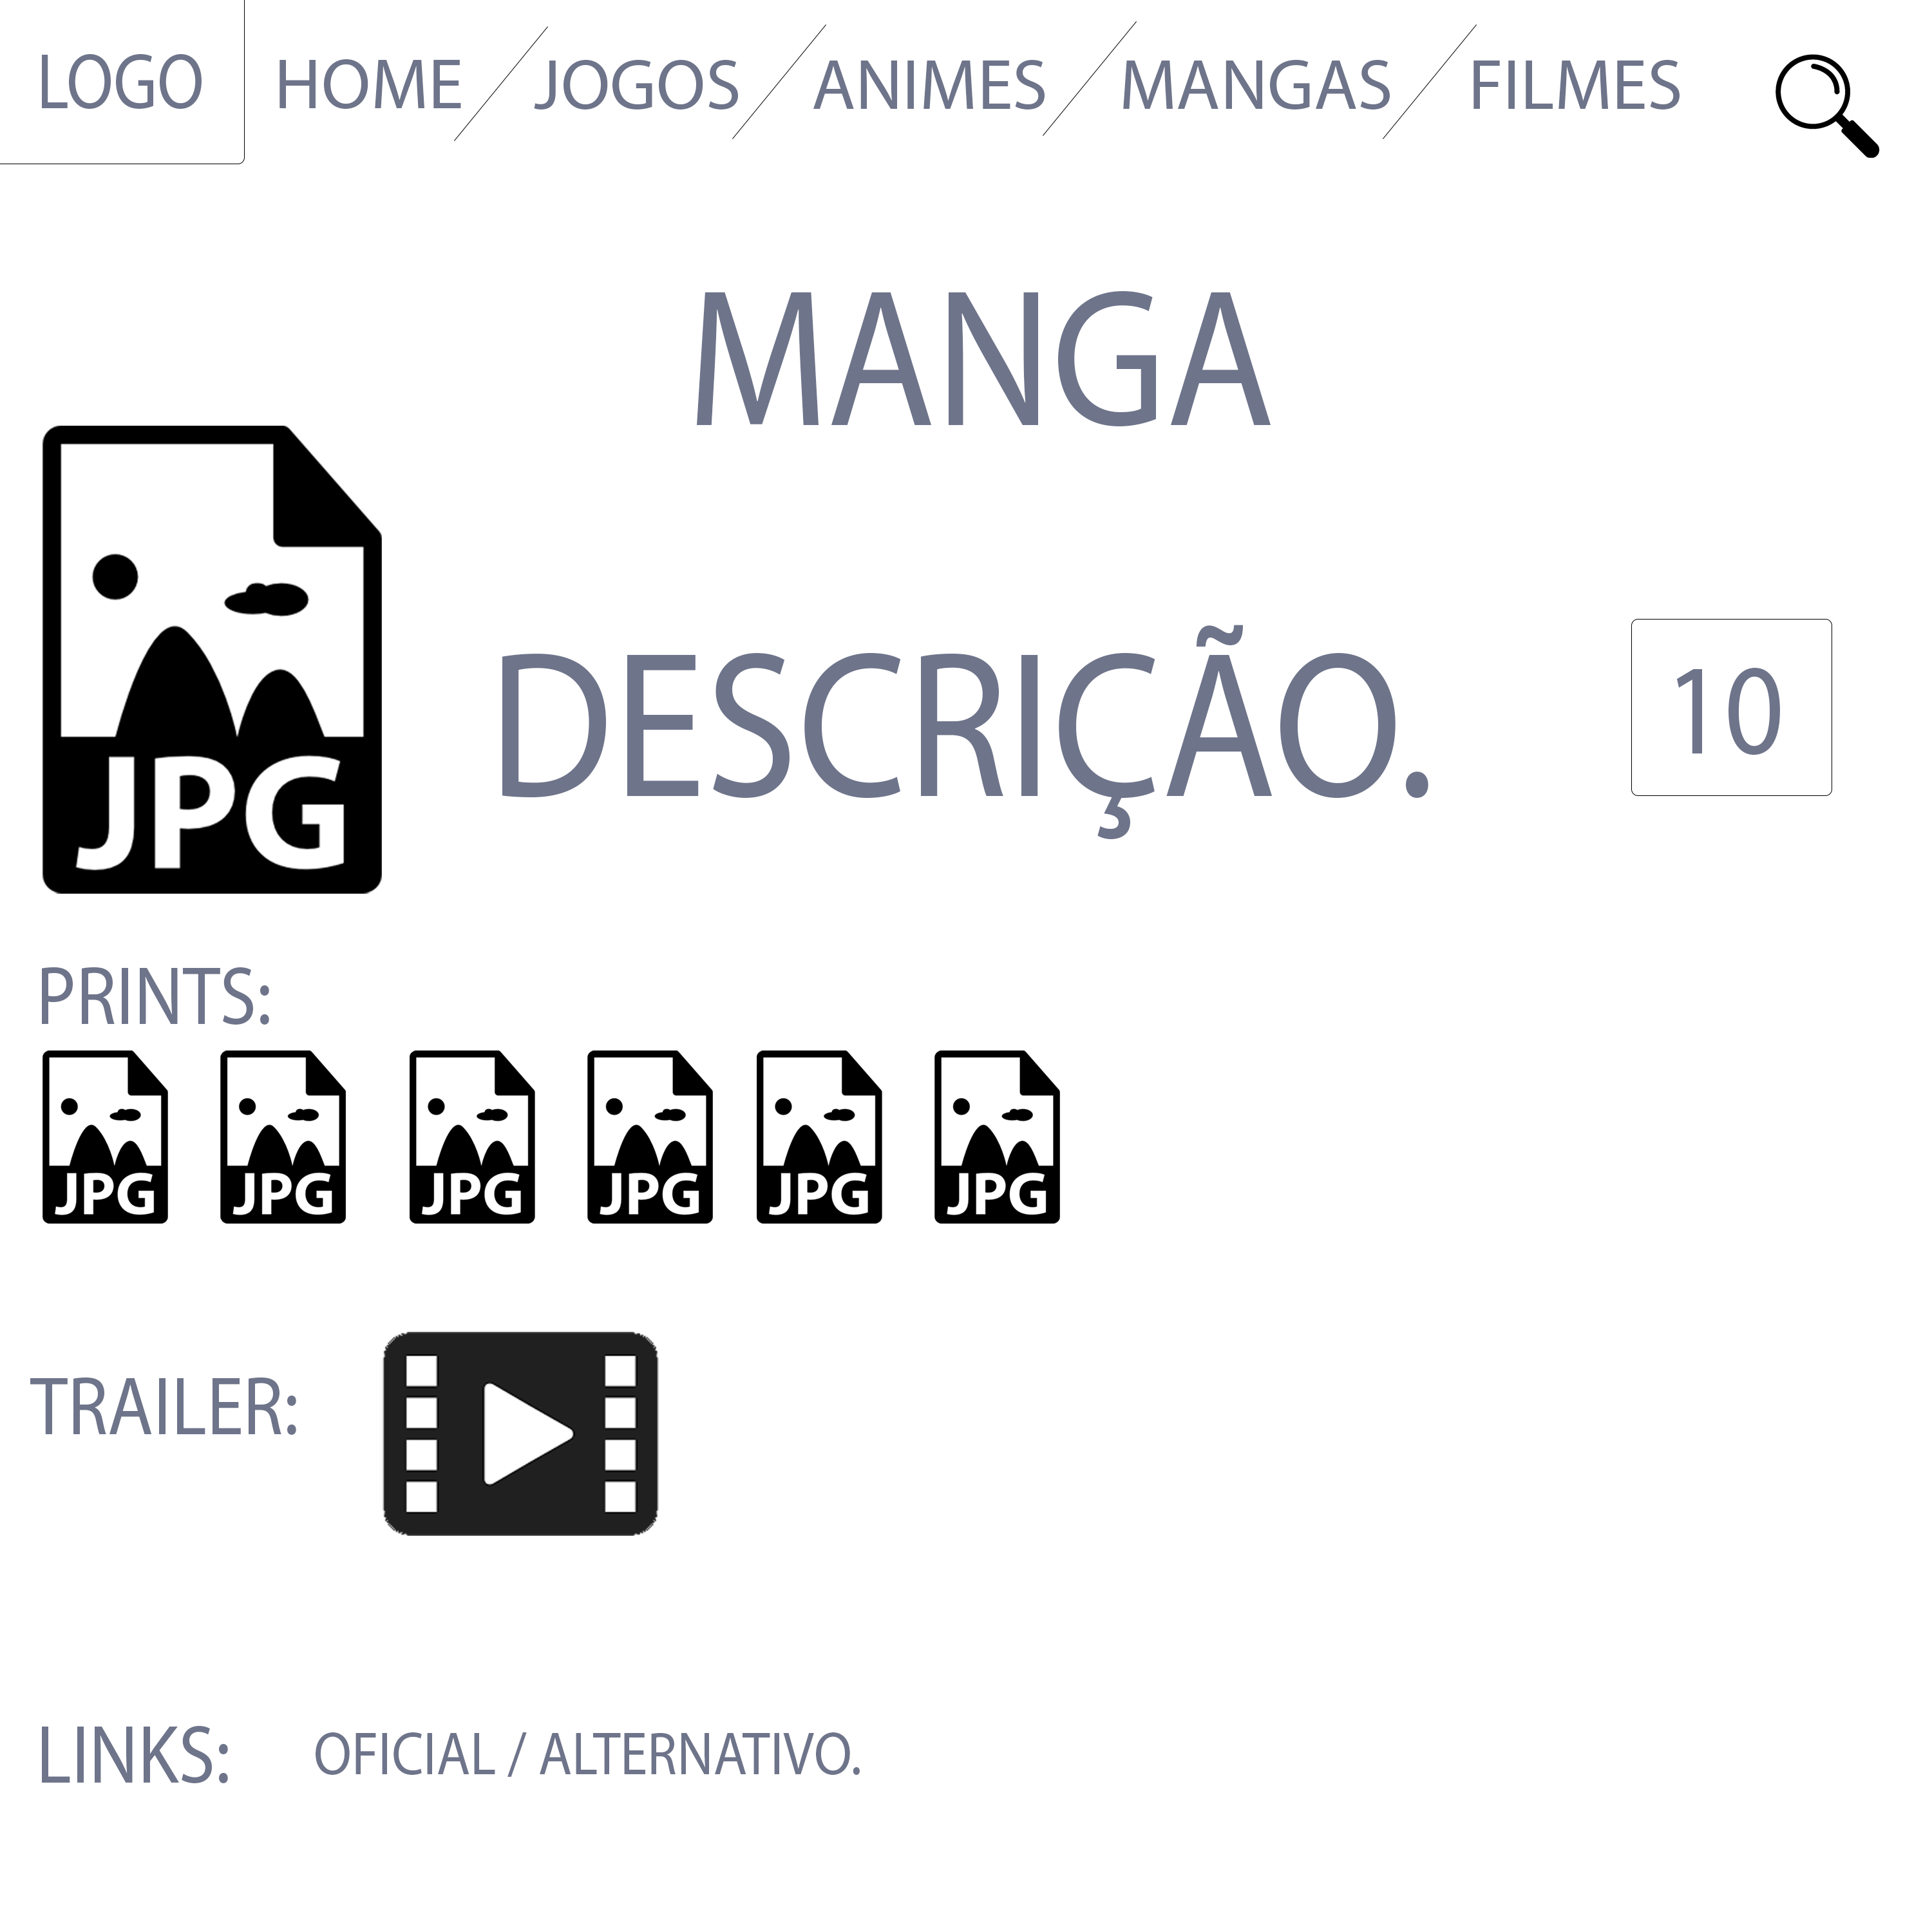 LOGO HOME / JOGOS / ANIMES / MANGAS / FILMES
MANGA
JPG
DESCRIÇÃO.
10
PRINTS:
JPG JPG JPG JPG JPG JPG
TRAILER:
LINKS: OFICIAL / ALTERNATIVO.